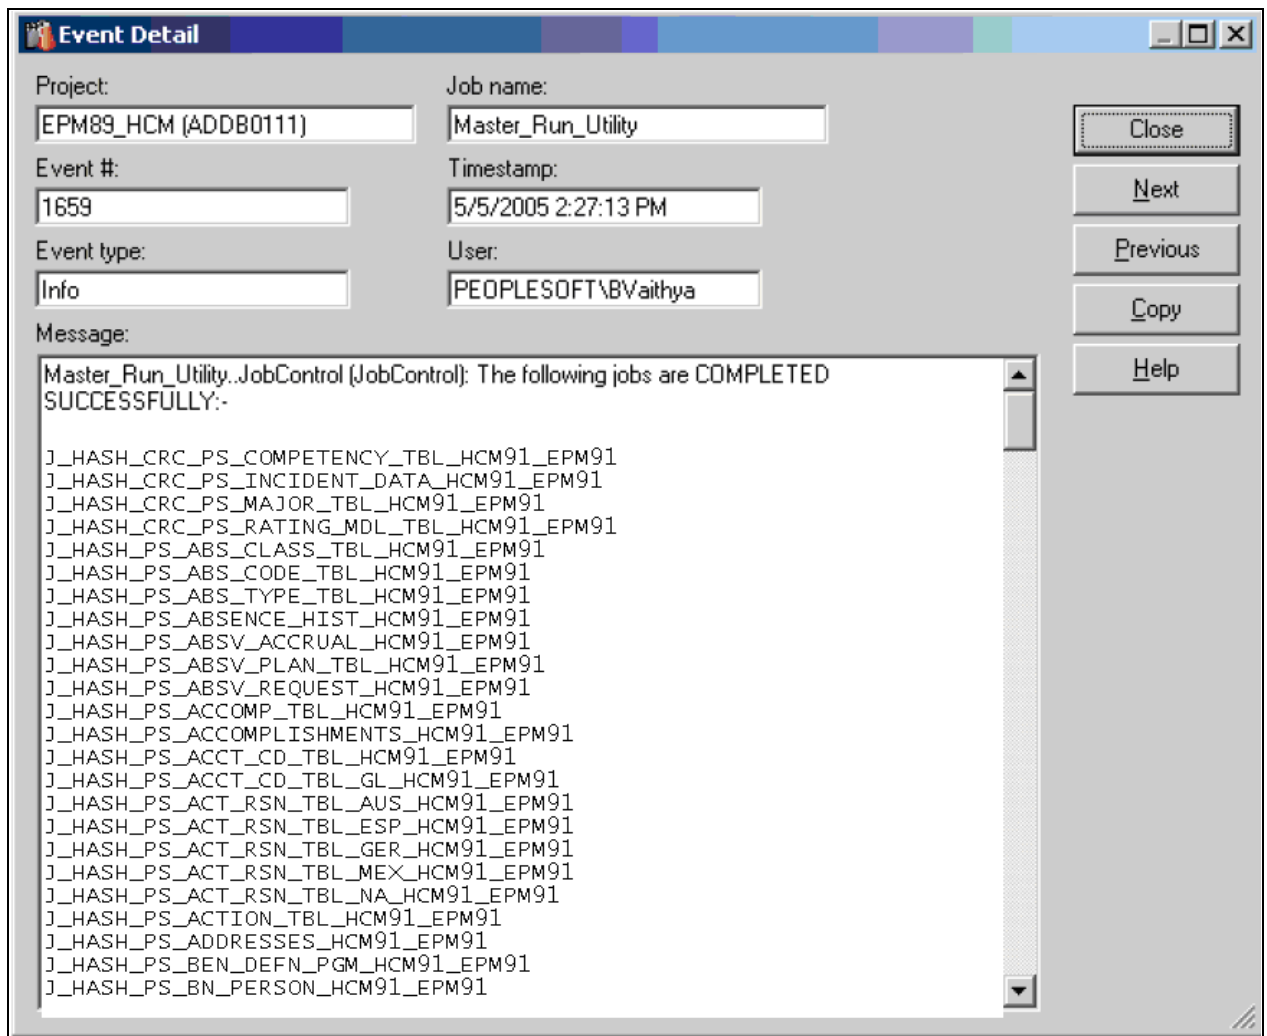 Event Detail
Project:
Job name:
EPM89_HCM (ADDB0111)
Master_Run_Utility
Close
Event #:
Timestamp:
Next
1659
5/5/2005 2:27:13 PM
Event type:
User:
Previous
Info
PEOPLESOFT\BVaithya
Copy
Message:
Help
Master_Run_Utility..JobControl (JobControl): The following jobs are COMPLETED
SUCCESSFULLY:-
J_HASH_CRC_PS_COMPETENCY_TBL_HCM91_EPM91
J_HASH_CRC_PS_INCIDENT_DATA_HCM91_EPM91
J_HASH_CRC_PS_MAJOR_TBL_HCM91_EPM91
J_HASH_CRC_PS_RATING_MDL_TBL_HCM91_EPM91
J_HASH_PS_ABS_CLASS_TBL_HCM91_EPM91
J_HASH_PS_ABS_CODE_TBL_HCM91_EPM91
J_HASH_PS_ABS_TYPE_TBL_HCM91_EPM91
J_HASH_PS_ABSENCE_HIST_HCM91_EPM91
J_HASH_PS_ABSV_ACCRUAL_HCM91_EPM91
J_HASH_PS_ABSV_PLAN_TBL_HCM91_EPM91
J_HASH_PS_ABSV_REQUEST_HCM91_EPM91
J_HASH_PS_ACCOMP_TBL_HCM91_EPM91
J_HASH_PS_ACCOMPLISHMENTS_HCM91_EPM91
J_HASH_PS_ACCT_CD_TBL_HCM91_EPM91
J_HASH_PS_ACCT_CD_TBL_GL_HCM91_EPM91
J_HASH_PS_ACT_RSN_TBL_AUS_HCM91_EPM91
J_HASH_PS_ACT_RSN_TBL_ESP_HCM91_EPM91
J_HASH_PS_ACT_RSN_TBL_GER_HCM91_EPM91
J_HASH_PS_ACT_RSN_TBL_MEX_HCM91_EPM91
J_HASH_PS_ACT_RSN_TBL_NA_HCM91_EPM91
J_HASH_PS_ACTION_TBL_HCM91_EPM91
J_HASH_PS_ADDRESSES_HCM91_EPM91
J_HASH_PS_BEN_DEFN_PGM_HCM91_EPM91
J_HASH_PS_BN_PERSON_HCM91_EPM91